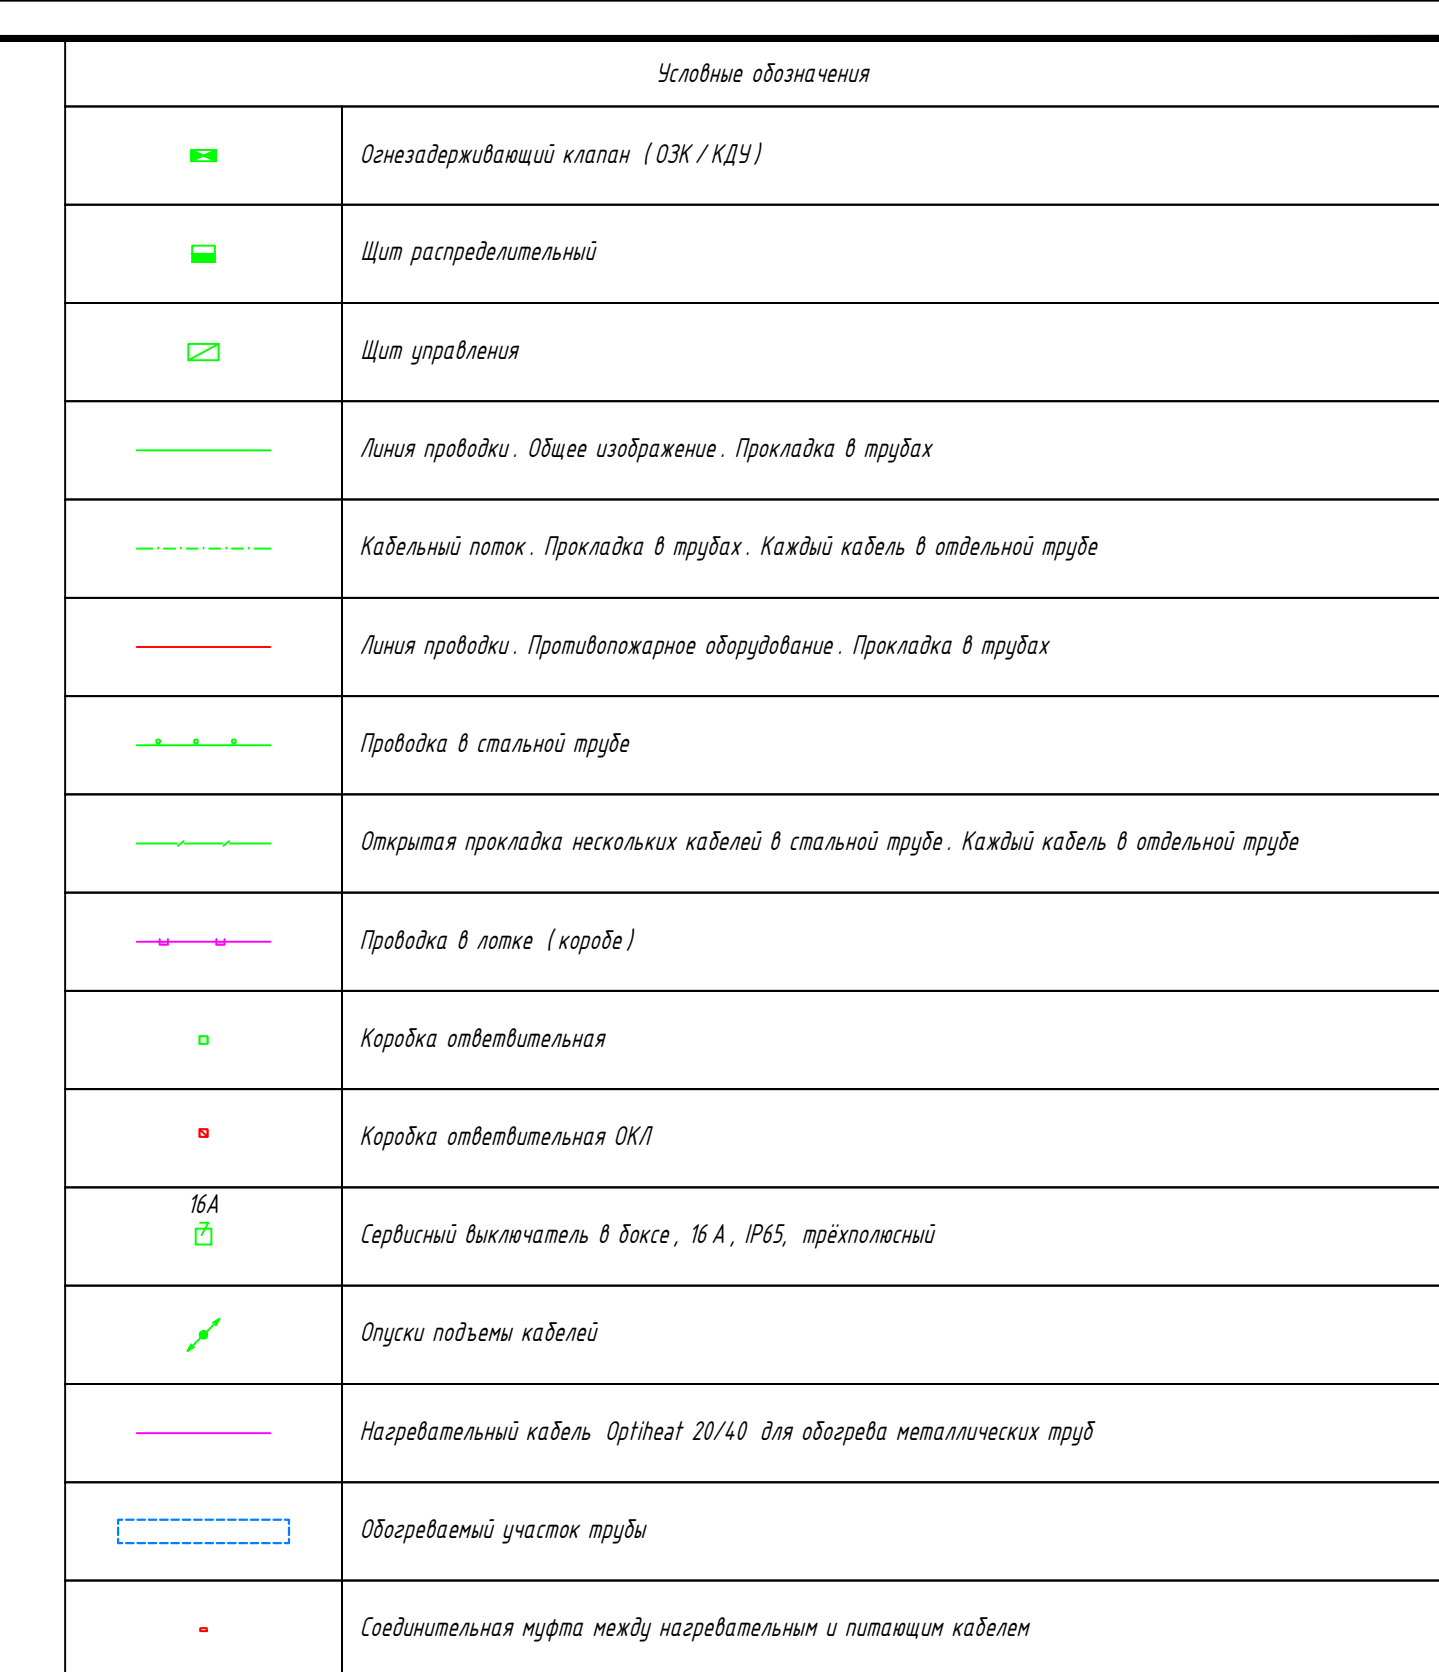 Условные обозначения
Огнезадерживающий клапан (ОЗК/КДУ)
Щит распределительный
Щит управления
Линия проводки. Общее изображение. Прокладка в трубах
Кабельный поток. Прокладка в трубах. Каждый кабель в отдельной трубе
Линия проводки. Противопожарное оборудование. Прокладка в трубах
Проводка в стальной трубе
Открытая прокладка нескольких кабелей в стальной трубе. Каждый кабель в отдельной трубе
Проводка в лотке (коробе)
Коробка ответвительная
Коробка ответвительная ОКЛ
16А
Сервисный выключатель в боксе, 16 А, IP65, трёхполюсный
Опуски подъемы кабелей
Нагревательный кабель Optiheat 20/40 для обогрева металлических труб
Обогреваемый участок трубы
Соединительная муфта между нагревательным и питающим кабелем